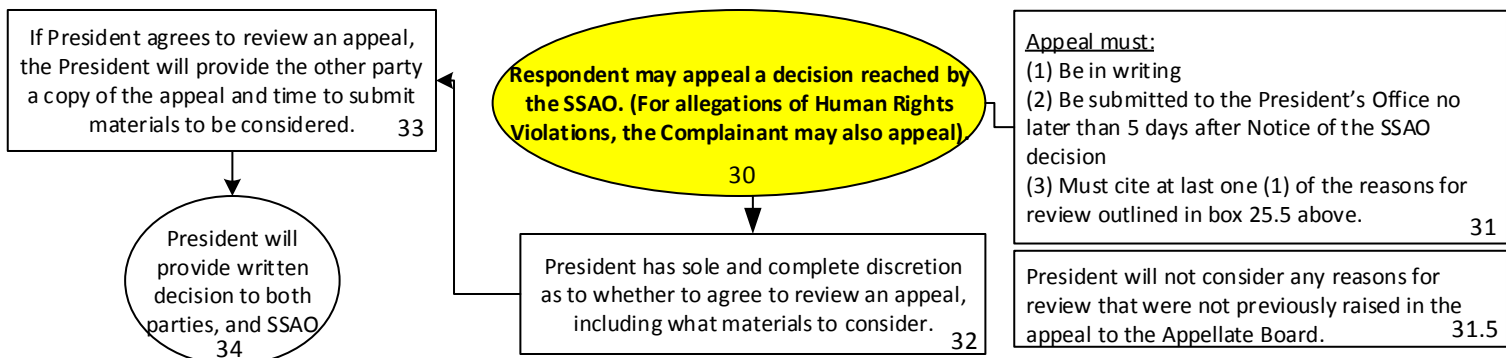 If President agrees to review an appeal,
the President will provide the other party
a copy of the appeal and time to submit
materials to be considered.
33
Respondent may appeal a decision reached by
the SSAO. (For allegations of Human Rights
Violations, the Complainant may also appeal).
30
Appeal must:
(1) Be in writing
(2) Be submitted to the President's Office no
later than 5 days after Notice of the SSAO
decision
(3) Must cite at last one (1) of the reasons for
review outlined in box 25.5 above.
31
President will
provide written
decision to both
parties, and SSAO
34
President has sole and complete discretion
as to whether to agree to review an appeal,
including what materials to consider.
32
President will not consider any reasons for
review that were not previously raised in the
appeal to the Appellate Board.
31.5